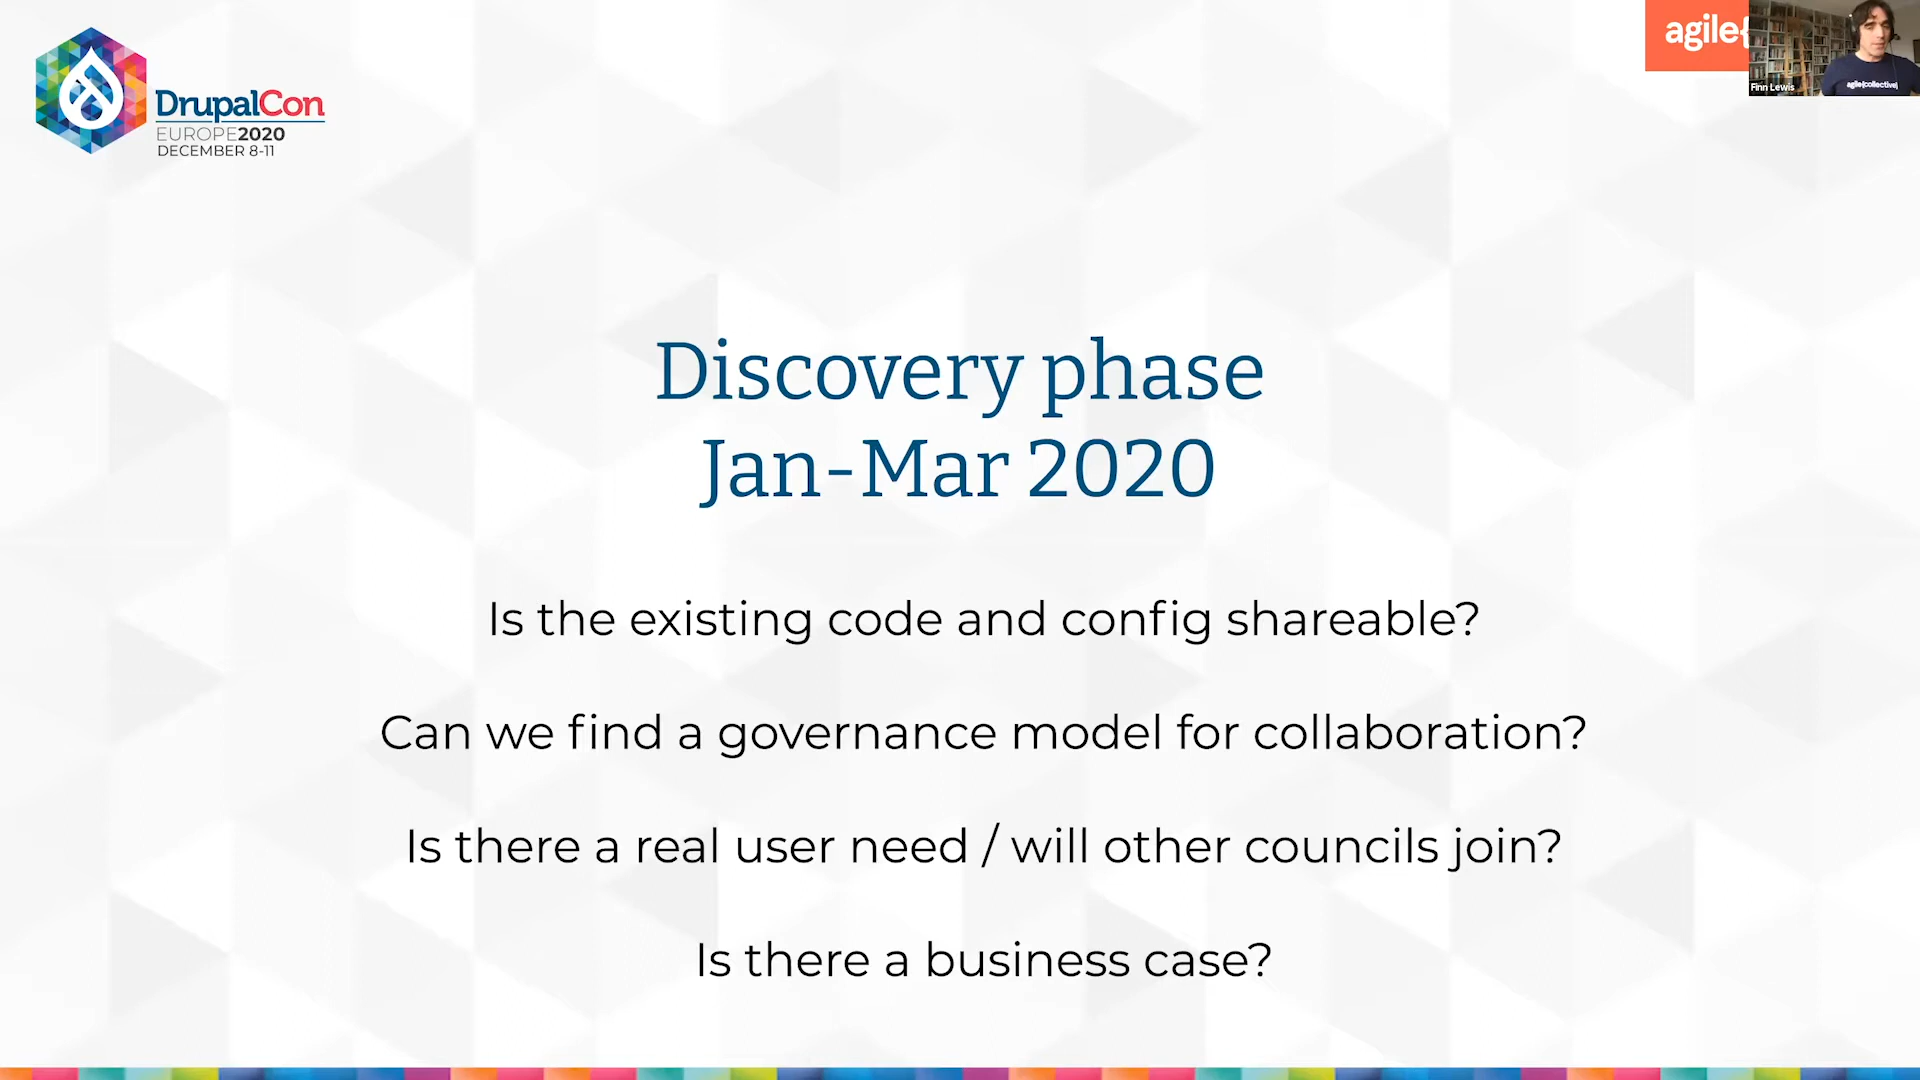 DrupalCon
EUROPE2020
DECEMBER 8-11
agile{
Finn Lewis
agile{collective}
Discovery phase
Jan-Mar 2020
Is the existing code and config shareable?
Can we find a governance model for collaboration?
Is there a real user need / will other councils join?
Is there a business case?